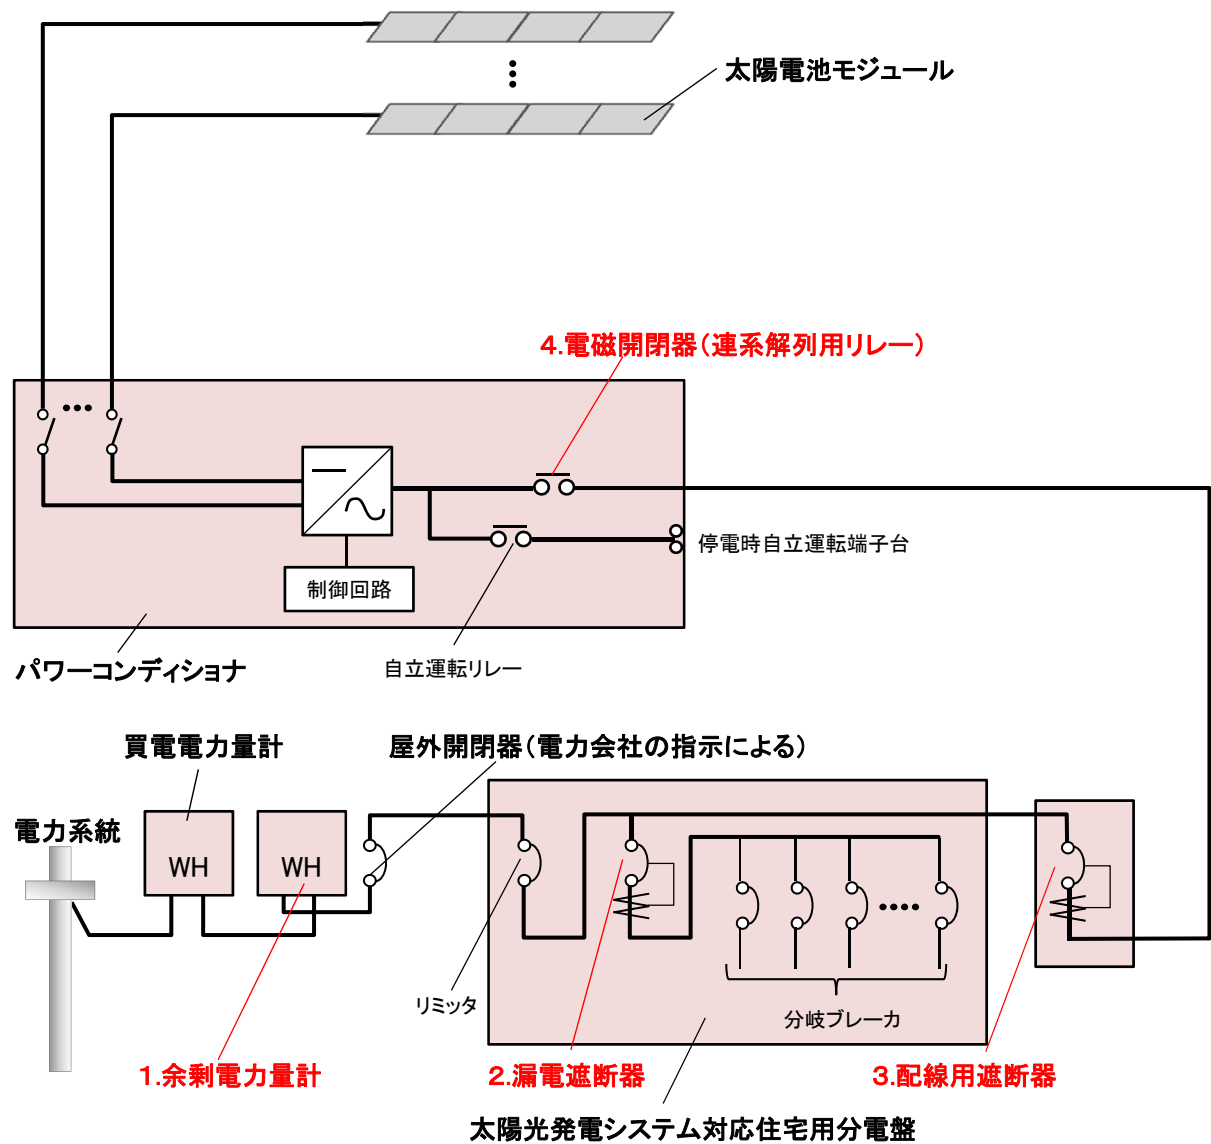 太陽電池モジュール
4.電磁開閉器（連系解列用リレー）
停電時自立運転端子台
制御回路
パワーコンディショナ
自立運転リレー
買電電力量計
屋外開閉器（電力会社の指示による）
電力系統
WH
WH
リミッタ
分岐ブレーカ
1.余剰電力量計
2.漏電遮断器
3.配線用遮断器
太陽光発電システム対応住宅用分電盤